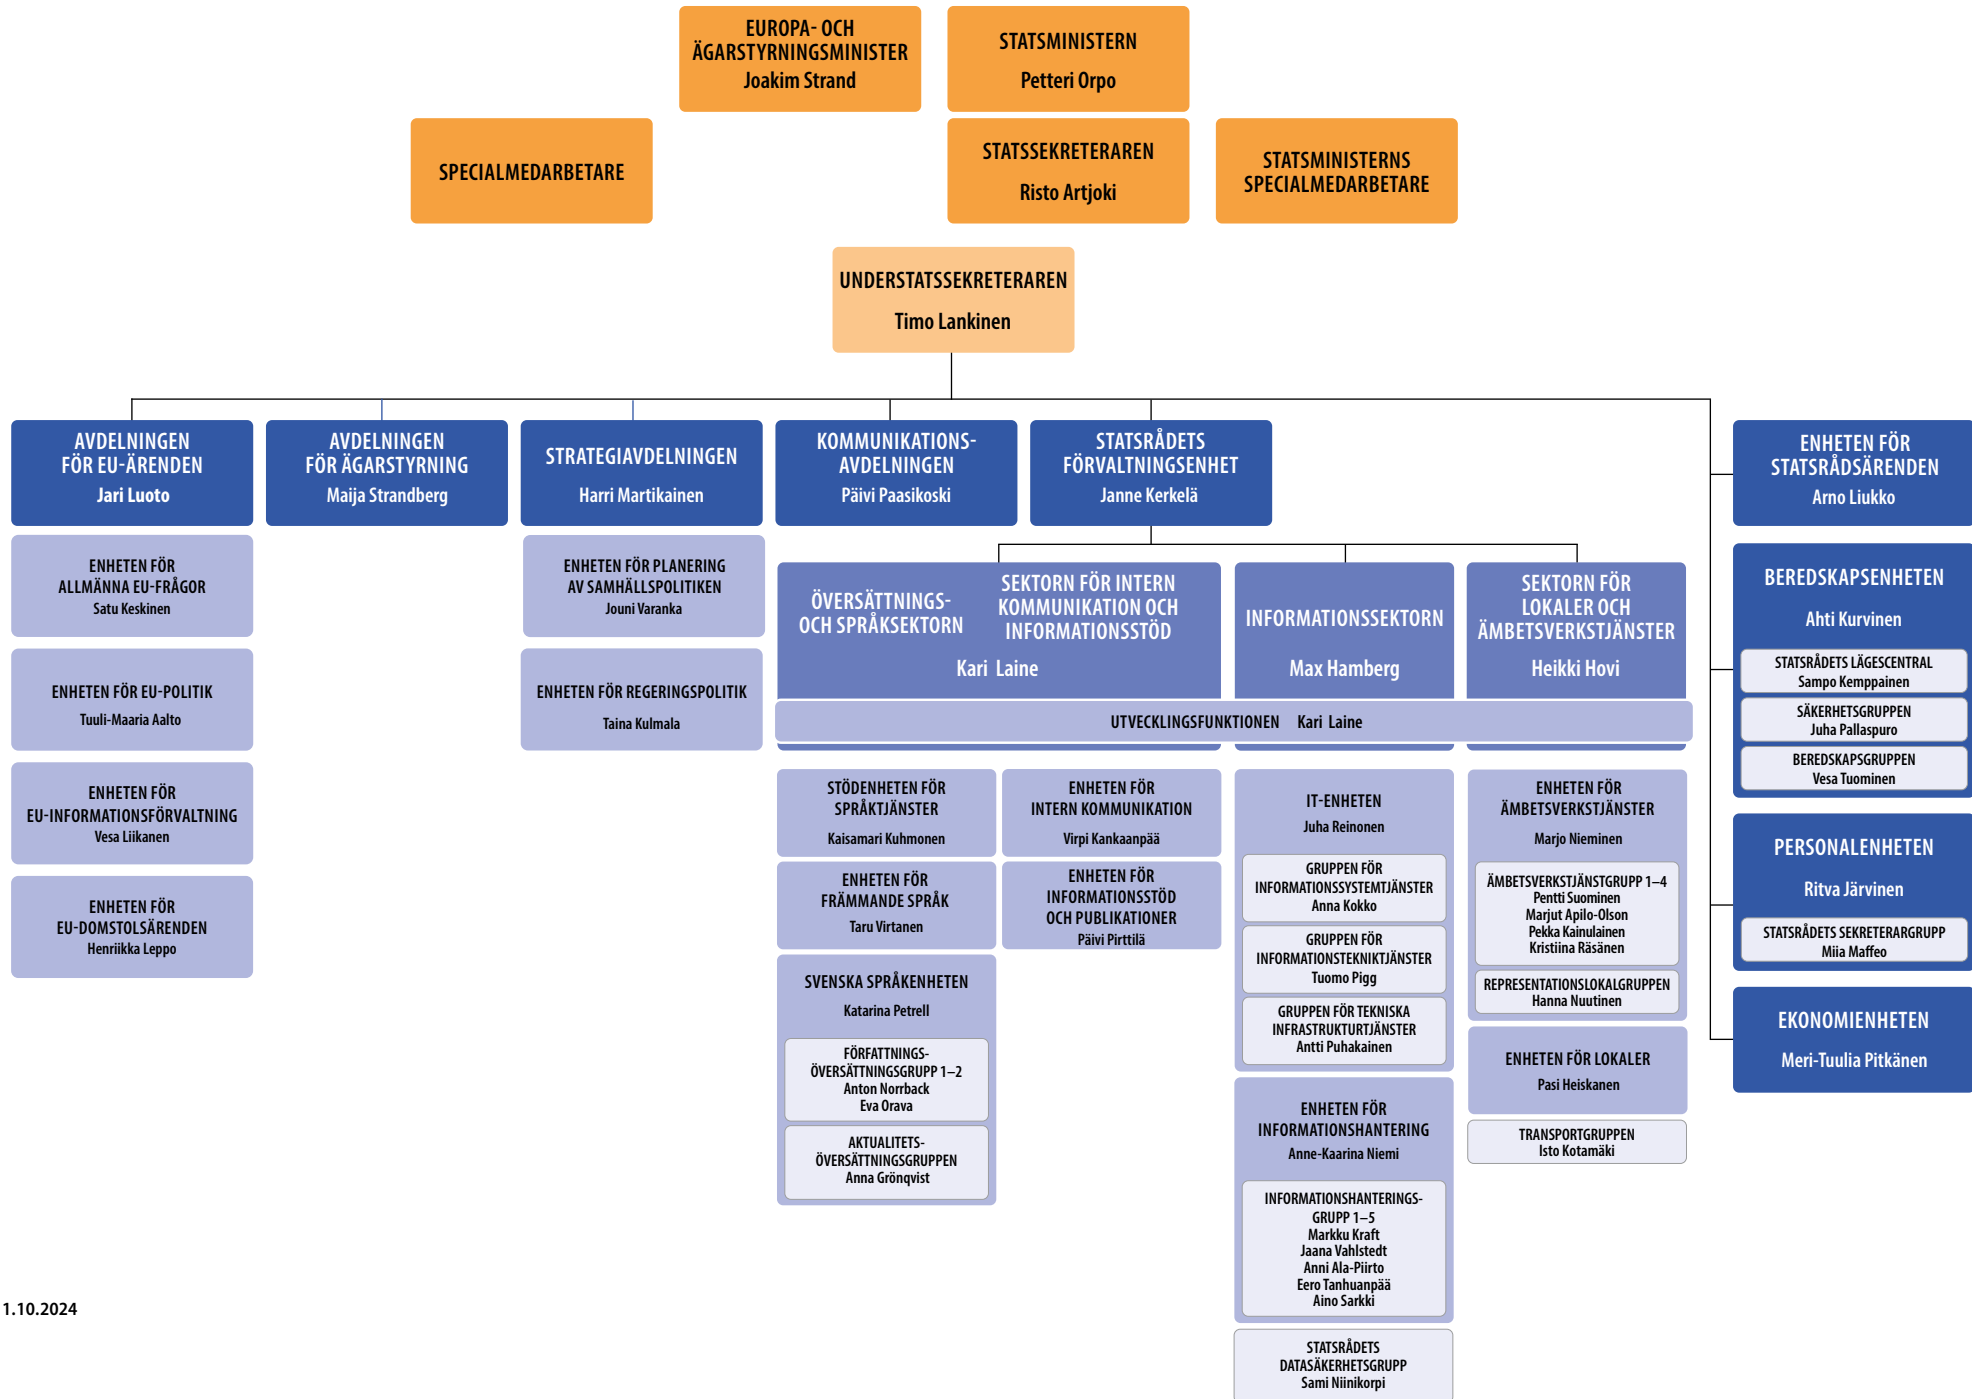 EUROPA- OCH
ÄGARSTYRNINGSMINISTER
Joakim Strand
STATSMINISTERN
Petteri Orpo
SPECIALMEDARBETARE
STATSSEKRETERAREN
Risto Artjoki
STATSMINISTERNS
SPECIALMEDARBETARE
UNDERSTATSSEKRETERAREN
Timo Lankinen
AVDELNINGEN
FÖR EU-ÄRENDEN
Jari Luoto
AVDELNINGEN
FÖR ÄGARSTYRNING
Maija Strandberg
STRATEGIAVDELNINGEN
Harri Martikainen
KOMMUNIKATIONS-
AVDELNINGEN
Päivi Paasikoski
STATSRÅDETS
FÖRVALTNINGSENHET
Janne Kerkelä
ENHETEN FÖR
STATSRÅDSÄRENDEN
Arno Liukko
ENHETEN FÖR
ALLMÄNNA EU-FRÅGOR
Satu Keskinen
ENHETEN FÖR EU-POLITIK
Tuuli-Maaria Aalto
ENHETEN FÖR
EU-INFORMATIONSFÖRVALTNING
Vesa Liikanen
ENHETEN FÖR
EU-DOMSTOLSÄRENDEN
Henriikka Leppo
ENHETEN FÖR PLANERING
AV SAMHÄLLSPOLITIKEN
Jouni Varanka
ENHETEN FÖR REGERINGSPOLITIK
Taina Kulmala
ÖVERSÄTTNINGS-
OCH SPRÅKSEKTORN
SEKTORN FÖR INTERN
KOMMUNIKATION OCH
INFORMATIONSSTÖD
Kari Laine
INFORMATIONSSEKTORN
Max Hamberg
SEKTORN FÖR
LOKALER OCH
ÄMBETSVERKSTJÄNSTER
Heikki Hovi
UTVECKLINGSFUNKTIONEN Kari Laine
STÖDENHETEN FÖR
SPRÅKTJÄNSTER
Kaisamari Kuhmonen
ENHETEN FÖR
FRÄMMANDE SPRÅK
Taru Virtanen
SVENSKA SPRÅKENHETEN
Katarina Petrell
FÖRFATTNINGS-
ÖVERSÄTTNINGSGRUPP 1–2
Anton Norrback
Eva Orava
AKTUALITETS-
ÖVERSÄTTNINGSGRUPPEN
Anna Grönqvist
ENHETEN FÖR
INTERN KOMMUNIKATION
Virpi Kankaanpää
ENHETEN FÖR
INFORMATIONSSTÖD
OCH PUBLIKATIONER
Päivi Pirttilä
IT-ENHETEN
Juha Reinonen
GRUPPEN FÖR
INFORMATIONSSYSTEMTJÄNSTER
Anna Kokko
GRUPPEN FÖR
INFORMATIONSTEKNIKTJÄNSTER
Tuomo Pigg
GRUPPEN FÖR TEKNISKA
INFRASTRUKTURTJÄNSTER
Antti Puhakainen
ENHETEN FÖR
INFORMATIONSHANTERING
Anne-Kaarina Niemi
INFORMATIONSHANTERINGS-
GRUPP 1–5
Markku Kraft
Jaana Vahlstedt
Anni Ala-Piirto
Eero Tanhuanpää
Aino Sarkki
STATSRÅDETS
DATASÄKERHETSGRUPP
Sami Niinikorpi
ENHETEN FÖR
ÄMBETSVERKSTJÄNSTER
Marjo Nieminen
ÄMBETSVERKSTJÄNSTGRUPP 1–4
Pentti Suominen
Marjut Apilo-Olson
Pekka Kainulainen
Kristiina Räsänen
REPRESENTATIONSLOKALGRUPPEN
Hanna Nuutinen
ENHETEN FÖR LOKALER
Pasi Heiskanen
TRANSPORTGRUPPEN
Isto Kotamäki
BEREDSKAPSENHETEN
Ahti Kurvinen
STATSRÅDETS LÄGESCENTRAL
Sampo Kemppainen
SÄKERHETSGRUPPEN
Juha Pallaspuro
BEREDSKAPSGRUPPEN
Vesa Tuominen
PERSONALENHETEN
Ritva Järvinen
STATSRÅDETS SEKRETERARGRUPP
Miia Maffeo
EKONOMIENHETEN
Meri-Tuulia Pitkänen
1.10.2024